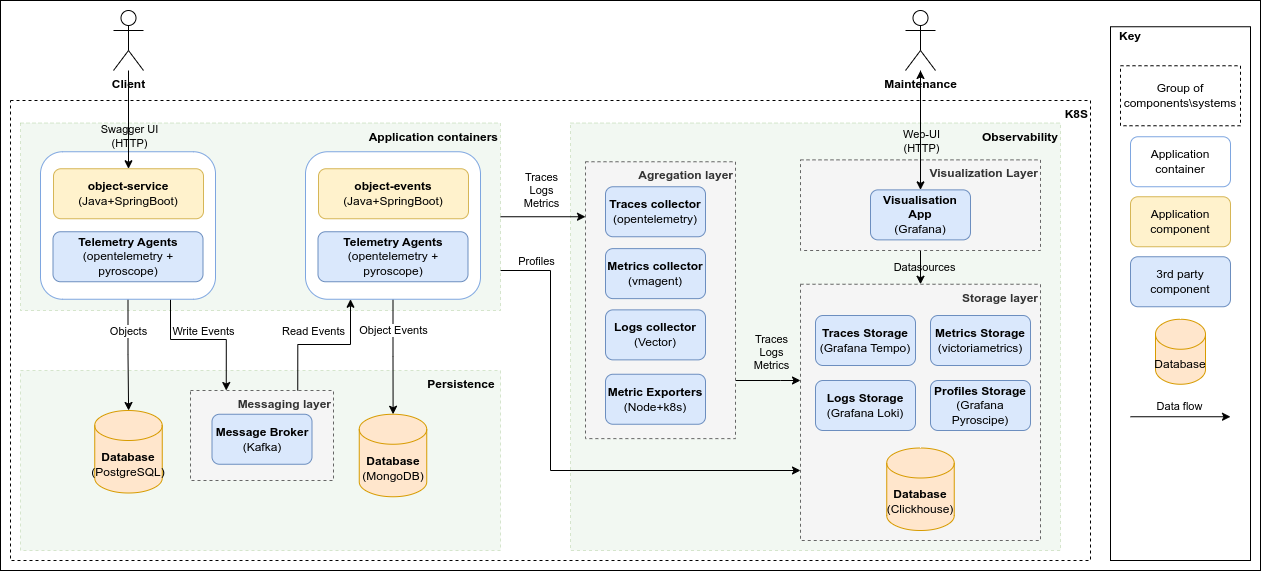 Client
Maintenance
K8S
Swagger UI
(HTTP)
Application containers
object-service
(Java+SpringBoot)
Telemetry Agents
(opentelemetry +
pyroscope)
object-events
(Java+SpringBoot)
Telemetry Agents
(opentelemetry +
pyroscope)
Objects
Write Events
Read Events
Object Events
Persistence
Database
(PostgreSQL)
Messaging layer
Message Broker
(Kafka)
Database
(MongoDB)
Traces
Logs
Metrics
Profiles
Observability
Agregation layer
Traces collector
(opentelemetry)
Metrics collector
(vmagent)
Logs collector
(Vector)
Metric Exporters
(Node+k8s)
Traces
Logs
Metrics
Web-UI
(HTTP)
Visualization Layer
Visualisation
App
(Grafana)
Datasources
Storage layer
Traces Storage
(Grafana Tempo)
Metrics Storage
(victoriametrics)
Logs Storage
(Grafana Loki)
Profiles Storage
(Grafana
Pyroscipe)
Database
(Clickhouse)
Key
Group of
components\systems
Application
container
Application
component
3rd party
component
Database
Data flow